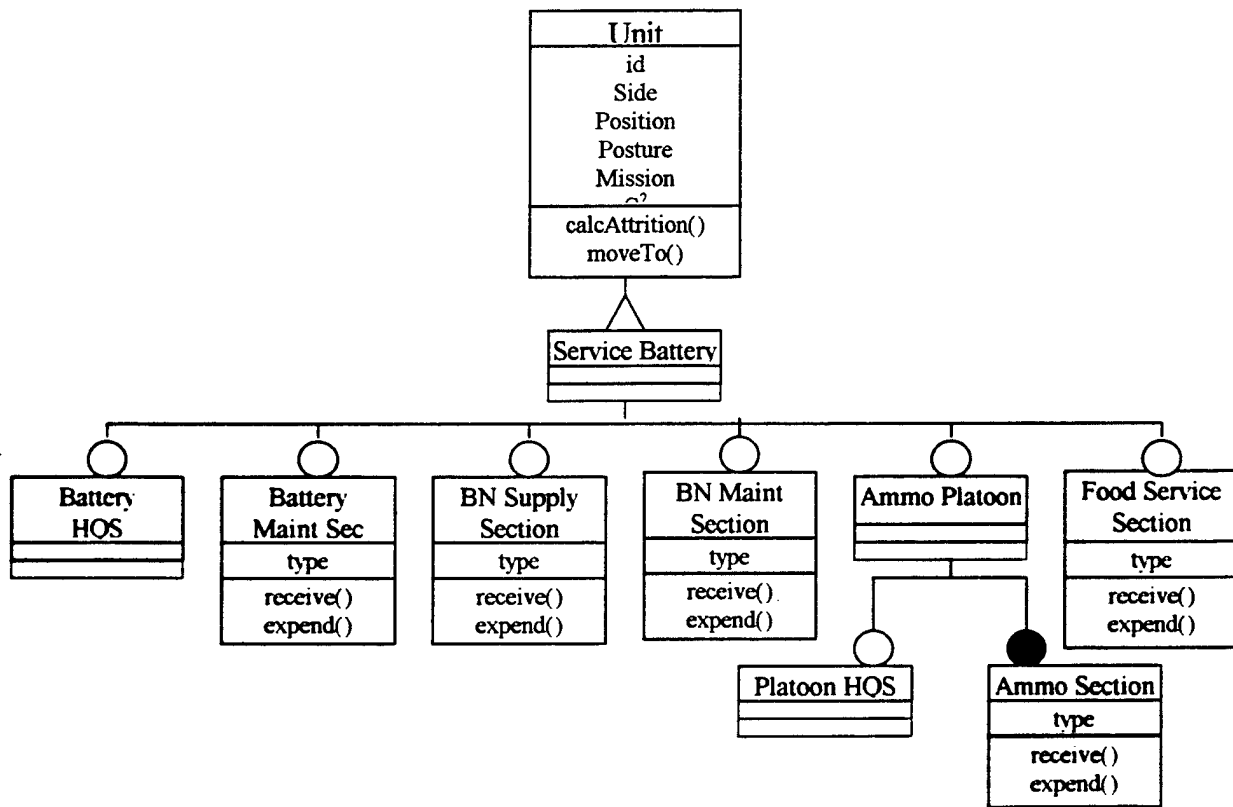 Unit
id
Side
Position
Posture
Mission
calcAttrition()
moveTo()
Service Battery
Battery
HQS
Battery
Maint Sec
type
receive()
expend()
BN Supply
Section
type
receive()
expend()
BN Maint
Section
type
receive()
expend()
Ammo Platoon
Food Service
Section
type
receive()
expend()
Platoon HQS
Ammo Section
type
receive()
expend()